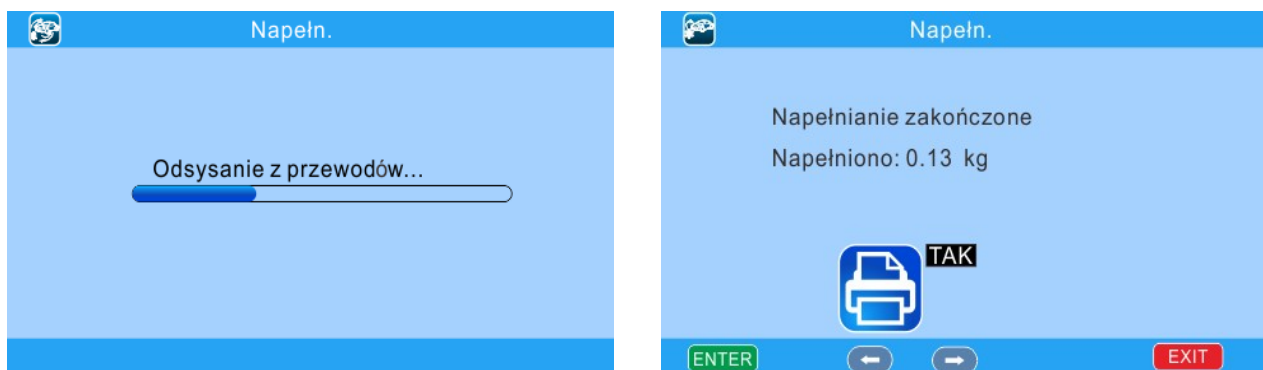 Napełn.
Odsysanie z przewodów...
Napełn.
Napełnianie zakończone
Napełniono: 0.13 kg
TAK
ENTER
EXIT